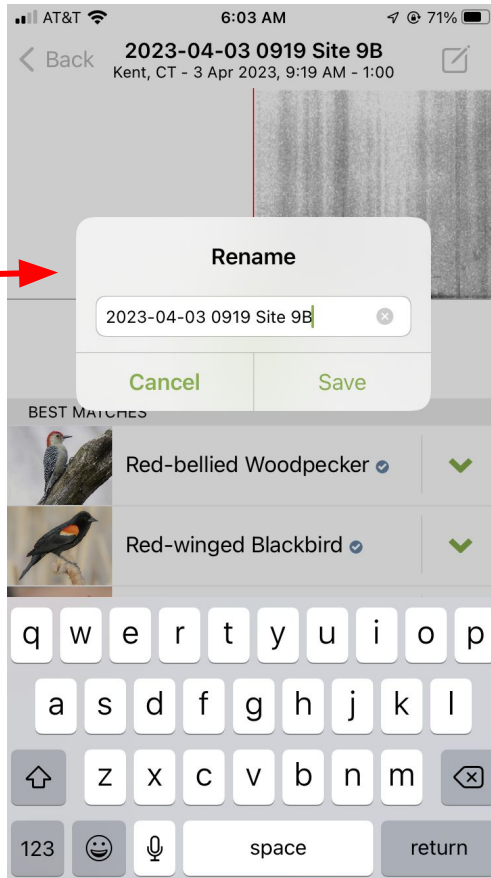 AT&T 6:03 AM 71%
Back 2023-04-03 0919 Site 9B
Kent, CT - 3 Apr 2023, 9:19 AM - 1:00
Rename
2023-04-03 0919 Site 9B
Cancel Save
BEST MATCHES
Red-bellied Woodpecker
Red-winged Blackbird
q w e r t y u i o p
a s d f g h j k l
z x c v b n m
123 space return